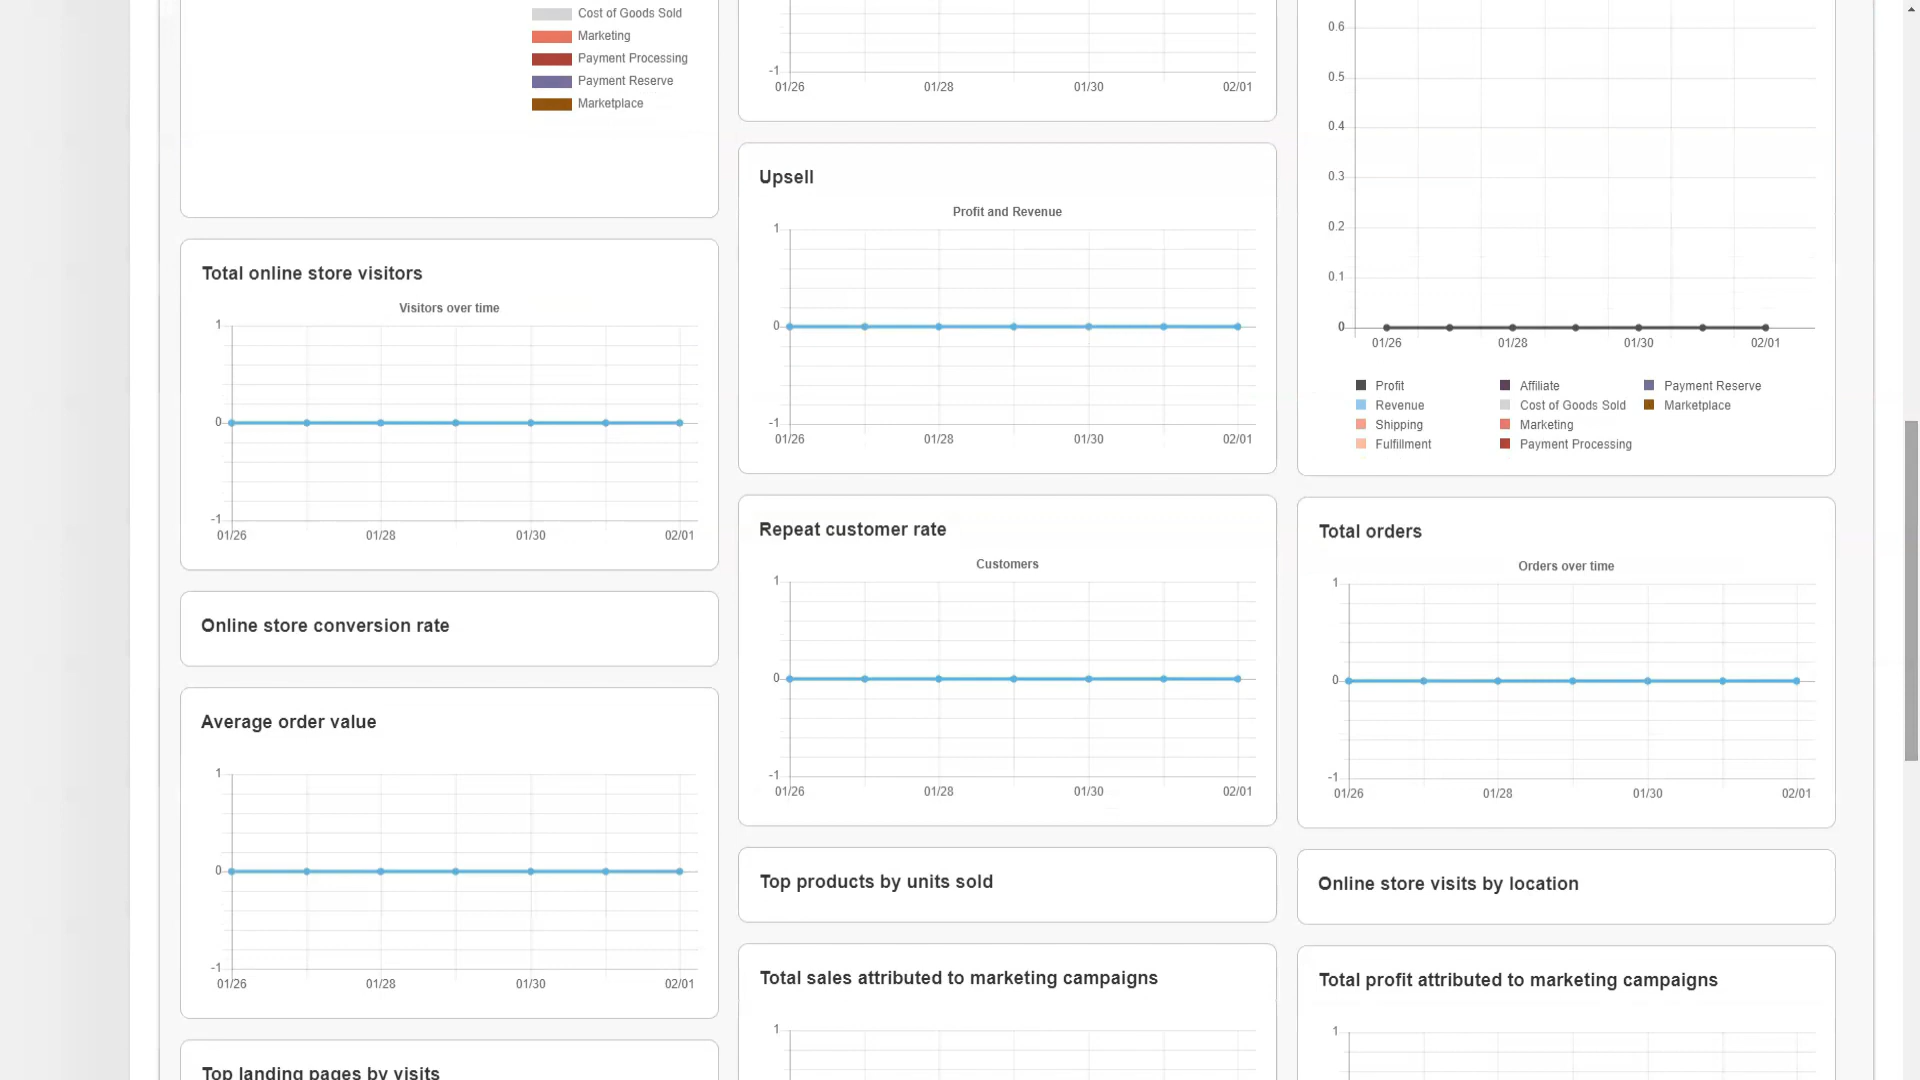 Cost of Goods Sold
Marketing
Payment Processing
Payment Reserve
Marketplace
Total online store visitors
Visitors over time
1
0
-1
01/26 01/28 01/30 02/01
Online store conversion rate
Average order value
1
0
-1
01/26 01/28 01/30 02/01
Top landing pages by visits
-1
01/26 01/28 01/30 02/01
Upsell
Profit and Revenue
1
0
-1
01/26 01/28 01/30 02/01
Repeat customer rate
Customers
1
0
-1
01/26 01/28 01/30 02/01
Top products by units sold
Total sales attributed to marketing campaigns
1
0.6
0.5
0.4
0.3
0.2
0.1
0
01/26 01/28 01/30 02/01
Profit Affiliate Payment Reserve
Revenue Cost of Goods Sold Marketplace
Shipping Marketing
Fulfillment Payment Processing
Total orders
Orders over time
1
0
-1
01/26 01/28 01/30 02/01
Online store visits by location
Total profit attributed to marketing campaigns
1